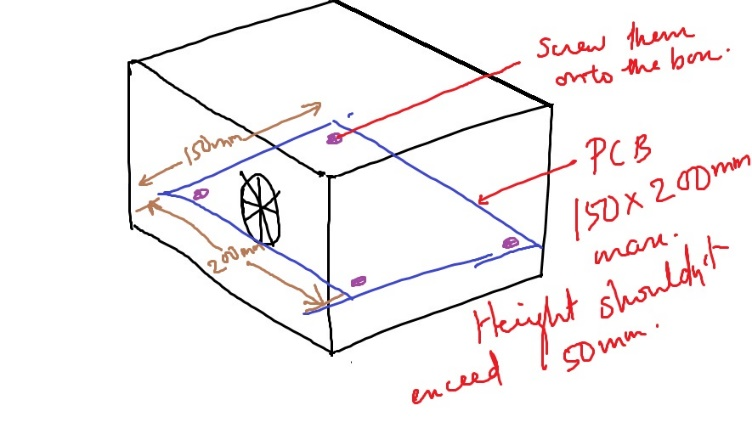 Screw them
onto the box.
150mm
PCB
150 x 200mm
max.
200mm
Height shouldn't
exceed 50mm.